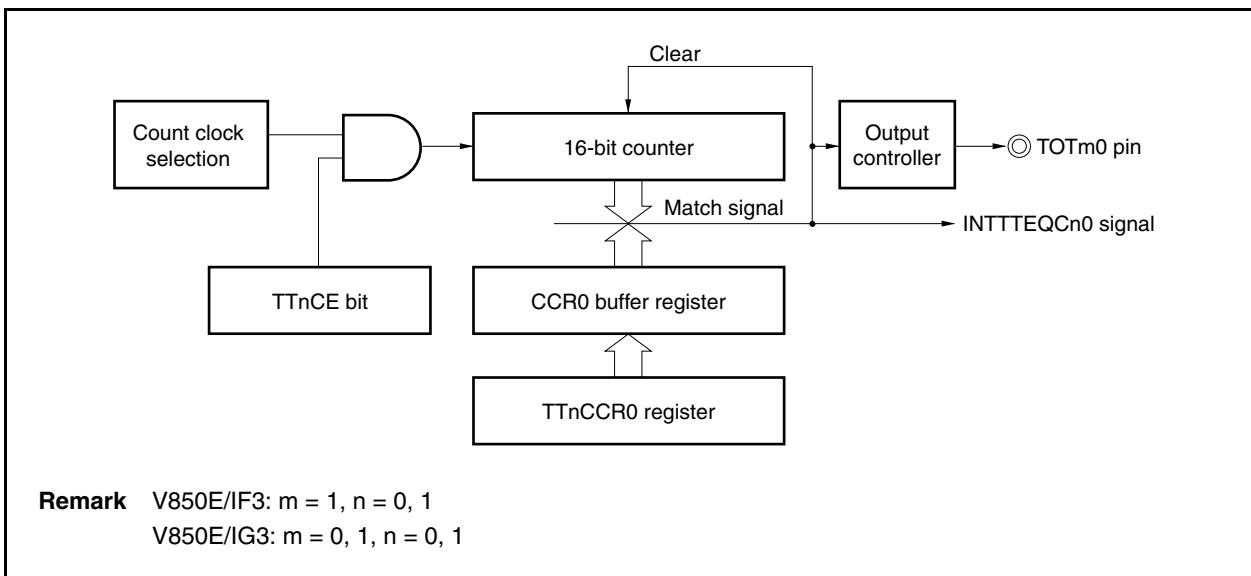 Clear
Count clock
selection
16-bit counter
Output
controller
TOTm0 pin
Match signal
INTTTEQCn0 signal
TTnCE bit
CCR0 buffer register
TTnCCR0 register
Remark V850E/IF3: m = 1, n = 0, 1
V850E/IG3: m = 0, 1, n = 0, 1